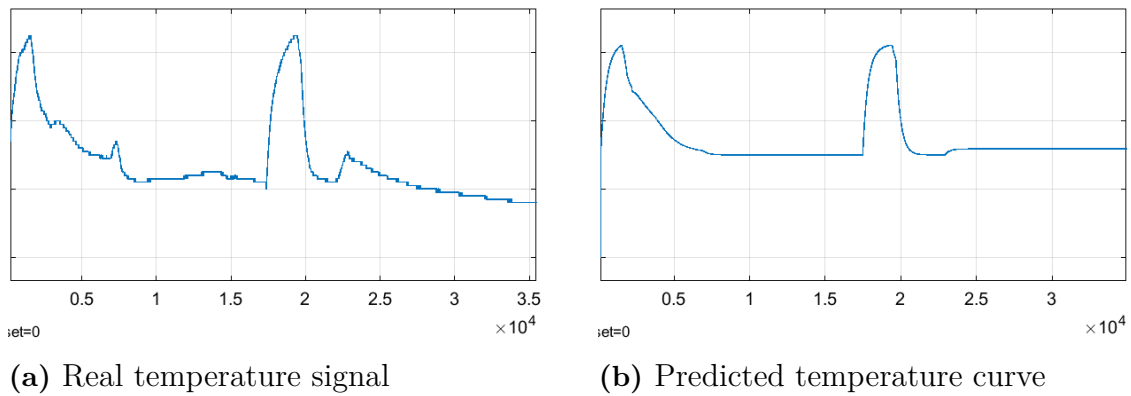 0.5 1 1.5 2 2.5 3 3.5
×10⁴
set=0
(a) Real temperature signal
0.5 1 1.5 2 2.5 3
×10⁴
set=0
(b) Predicted temperature curve